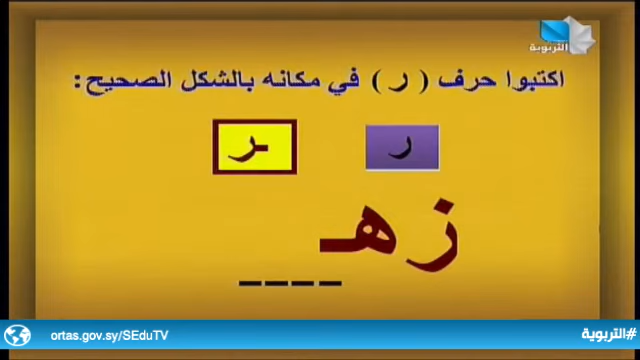 التربوية
اكتبوا حرف ( ر ) في مكانه بالشكل الصحيح :
ر ـر
زهـ ----
ortas.gov.sy/SEduTV #التربوية